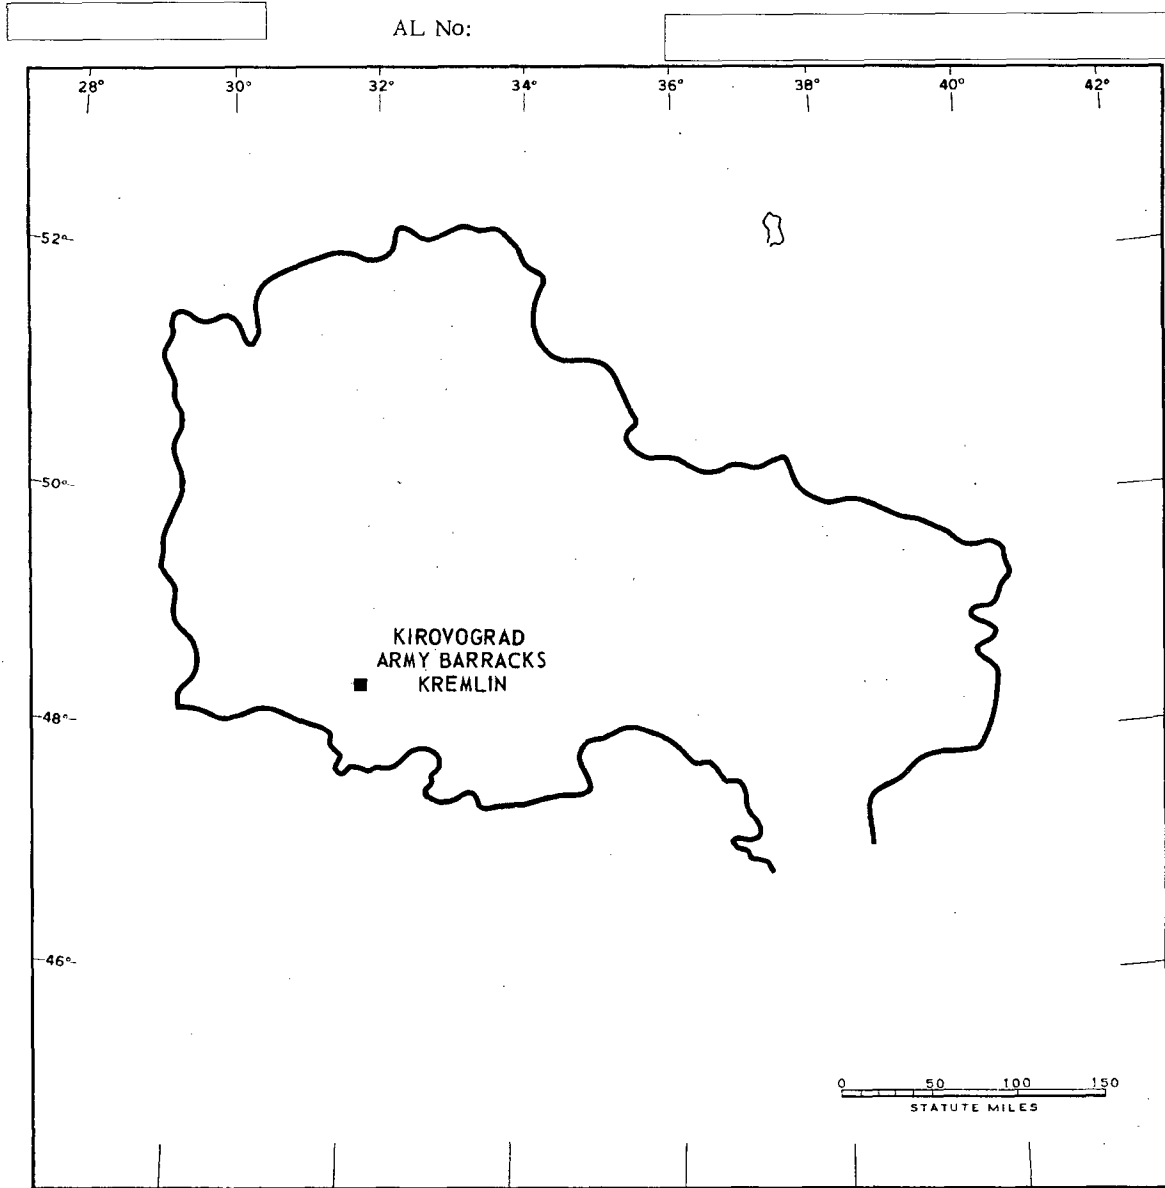 AL No:
28° 30° 32° 34° 36° 38° 40° 42°
52°
50°
KIROVOGRAD
ARMY BARRACKS
KREMLIN
48°
46°
0 50 100 150
STATUTE MILES